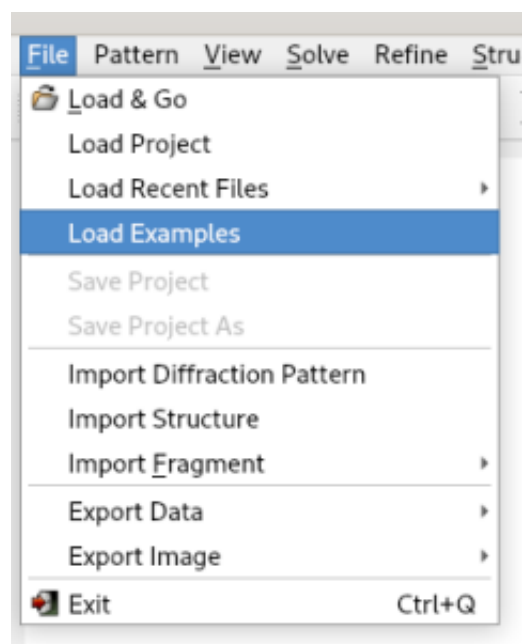 File Pattern View Solve Refine Stru
Load & Go
Load Project
Load Recent Files
Load Examples
Save Project
Save Project As
Import Diffraction Pattern
Import Structure
Import Fragment
Export Data
Export Image
Exit Ctrl+Q